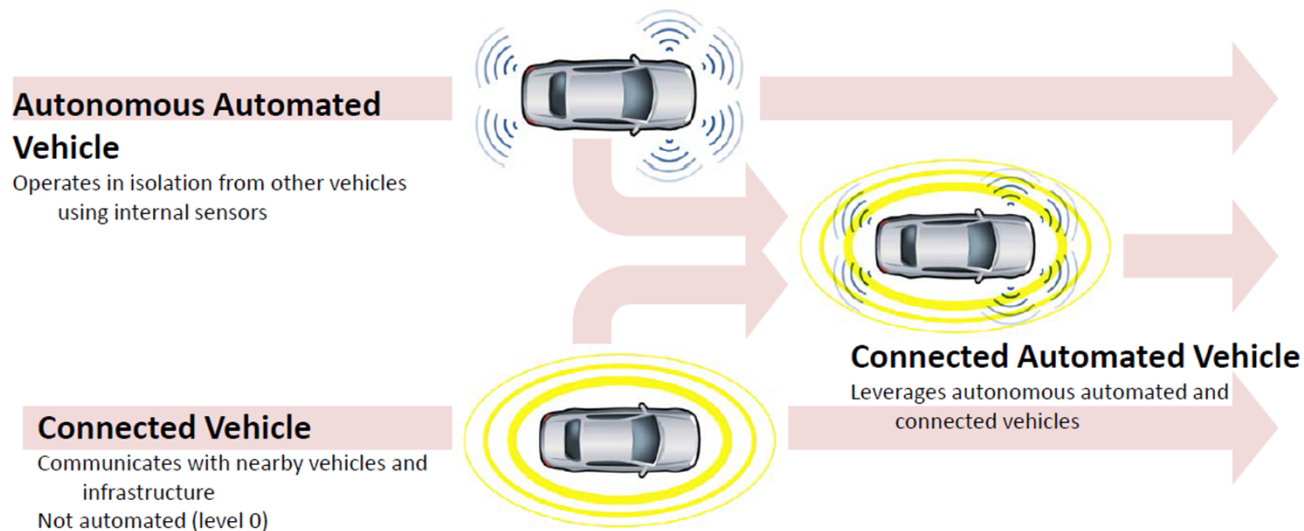 Autonomous Automated
Vehicle
Operates in isolation from other vehicles
using internal sensors
Connected Automated Vehicle
Leverages autonomous automated and
connected vehicles
Connected Vehicle
Communicates with nearby vehicles and
infrastructure
Not automated (level 0)